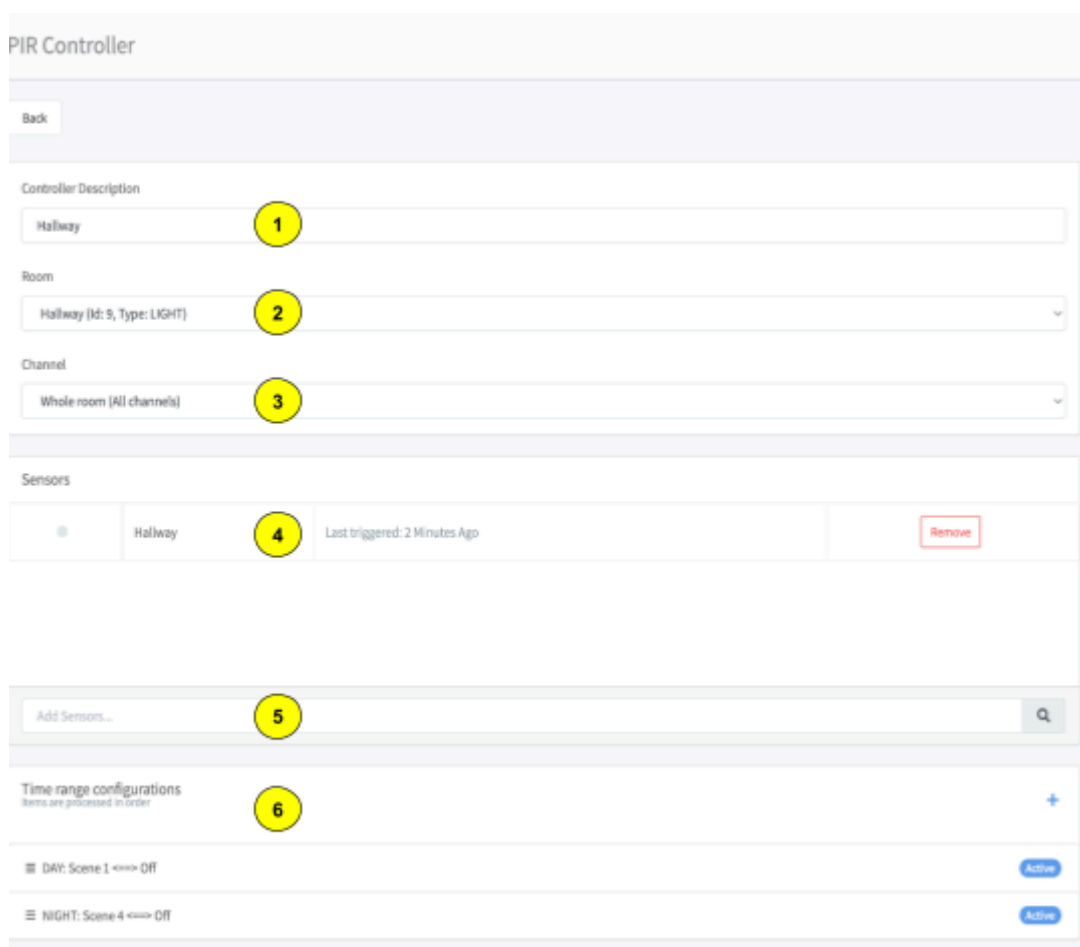 PIR Controller
Back
Controller Description
Hallway
1
Room
Hallway (Id: 9, Type: LIGHT)
2
Channel
Whole room (All channels)
3
Sensors
Hallway
4
Last triggered: 2 Minutes Ago
Remove
Add Sensors...
5
Time range configurations
Items are processed in order
6
+
DAY: Scene 1 <==> Off
Active
NIGHT: Scene 4 <==> Off
Active